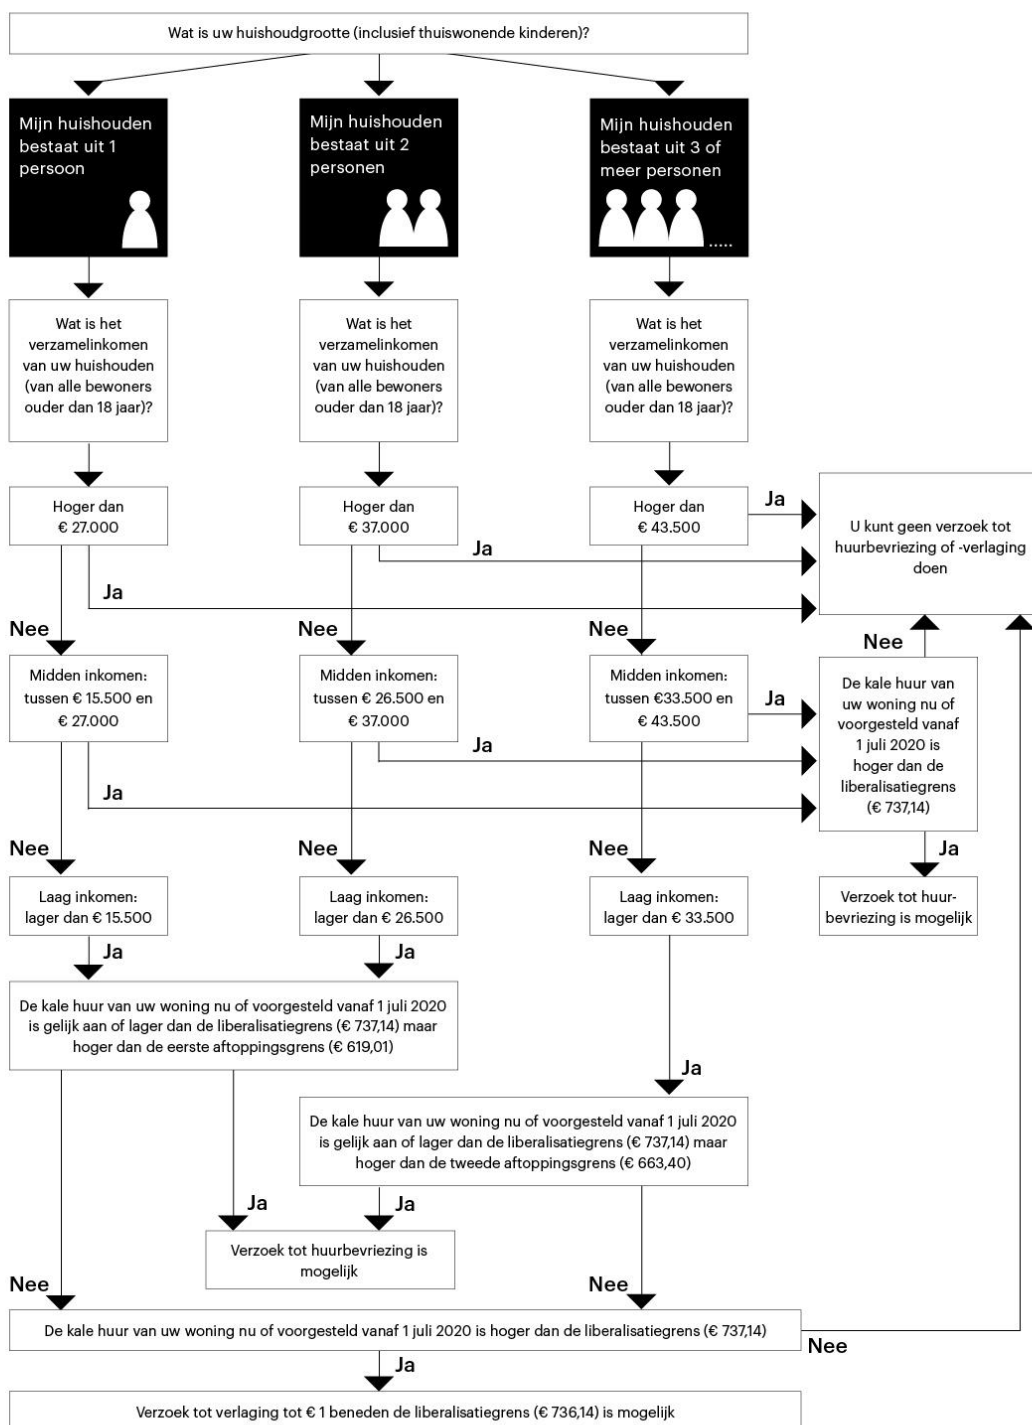 Wat is uw huishoudgrootte (inclusief thuiswonende kinderen)?
Mijn huishouden
bestaat uit 1
persoon
Mijn huishouden
bestaat uit 2
personen
Mijn huishouden
bestaat uit 3 of
meer personen
.....
Wat is het
verzamelinkomen
van uw huishouden
(van alle bewoners
ouder dan 18 jaar)?
Wat is het
verzamelinkomen
van uw huishouden
(van alle bewoners
ouder dan 18 jaar)?
Wat is het
verzamelinkomen
van uw huishouden
(van alle bewoners
ouder dan 18 jaar)?
Hoger dan
€ 27.000
Hoger dan
€ 37.000
Hoger dan
€ 43.500
Ja
Ja
Ja
U kunt geen verzoek tot
huurbevriezing of -verlaging
doen
Nee
Nee
Nee
Nee
Midden inkomen:
tussen € 15.500 en
€ 27.000
Midden inkomen:
tussen € 26.500 en
€ 37.000
Midden inkomen:
tussen €33.500 en
€ 43.500
Ja
Ja
Ja
De kale huur van
uw woning nu of
voorgesteld vanaf
1 juli 2020 is
hoger dan de
liberalisatiegrens
(€ 737,14)
Nee
Nee
Nee
Ja
Laag inkomen:
lager dan € 15.500
Laag inkomen:
lager dan € 26.500
Laag inkomen:
lager dan € 33.500
Verzoek tot huur-
bevriezing is mogelijk
Ja
Ja
De kale huur van uw woning nu of voorgesteld vanaf 1 juli 2020
is gelijk aan of lager dan de liberalisatiegrens (€ 737,14) maar
hoger dan de eerste aftoppingsgrens (€ 619,01)
Ja
De kale huur van uw woning nu of voorgesteld vanaf 1 juli 2020
is gelijk aan of lager dan de liberalisatiegrens (€ 737,14) maar
hoger dan de tweede aftoppingsgrens (€ 663,40)
Ja
Ja
Verzoek tot huurbevriezing is
mogelijk
Nee
Nee
De kale huur van uw woning nu of voorgesteld vanaf 1 juli 2020 is hoger dan de liberalisatiegrens (€ 737,14)
Nee
Ja
Verzoek tot verlaging tot € 1 beneden de liberalisatiegrens (€ 736,14) is mogelijk